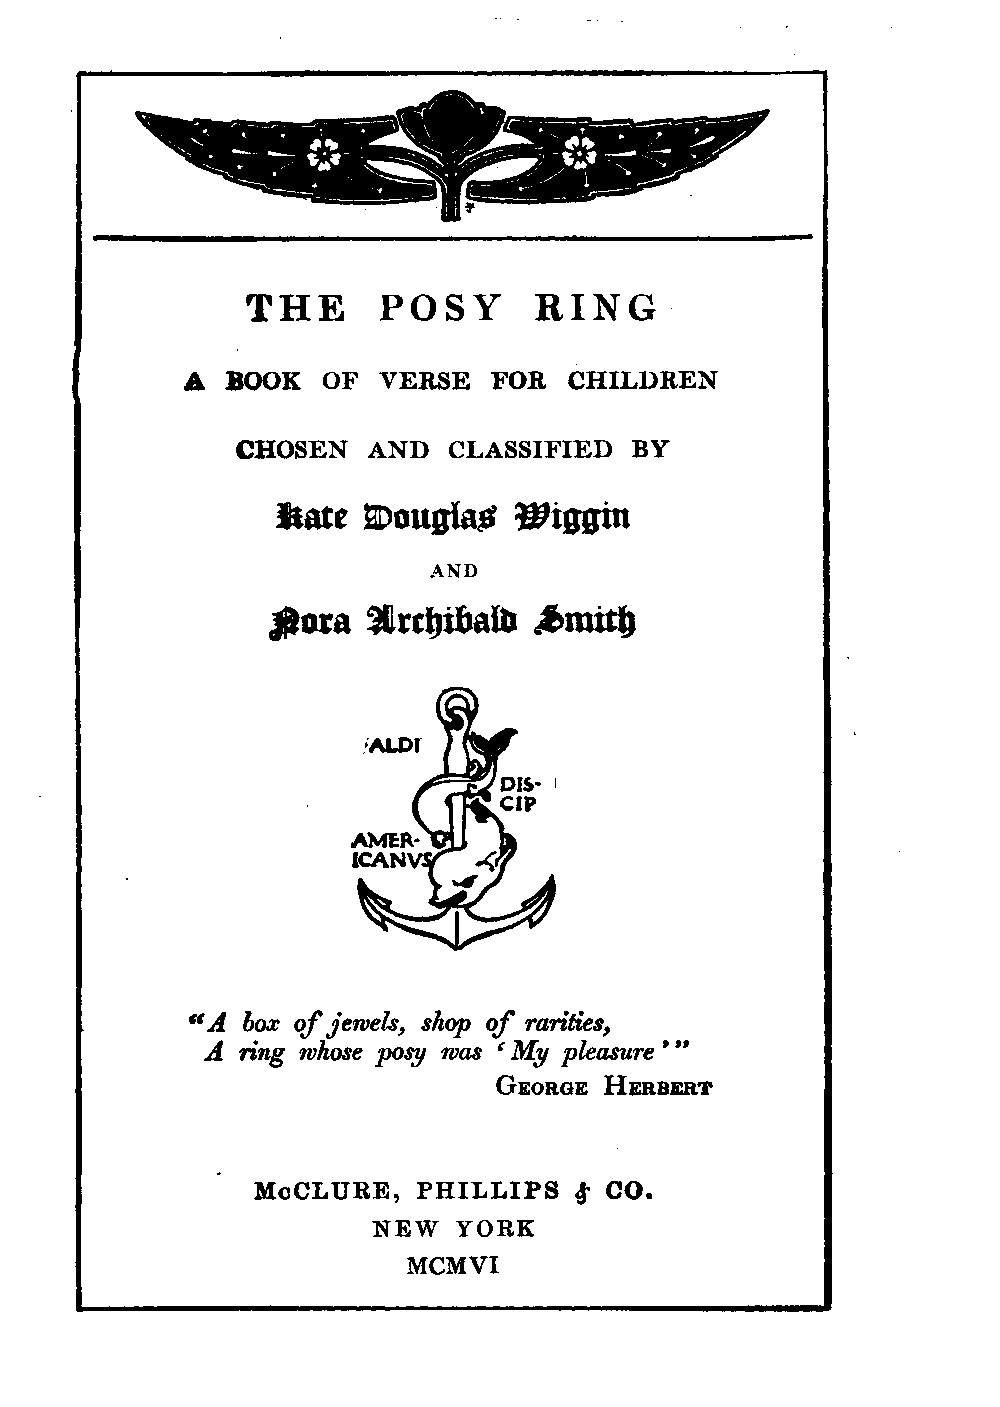 THE POSY RING
A BOOK OF VERSE FOR CHILDREN
CHOSEN AND CLASSIFIED BY
Kate Douglas Wiggin
AND
Nora Archibald Smith
ALDI
DIS-
CIP
AMER-
ICANVS
"A box of jewels, shop of rarities,
A ring whose posy was 'My pleasure'"
GEORGE HERBERT
McCLURE, PHILLIPS & CO.
NEW YORK
MCMVI